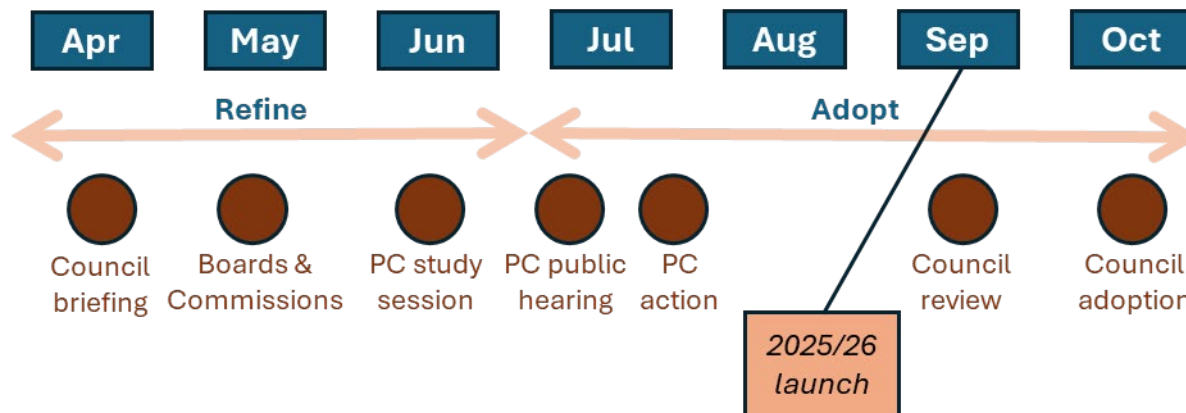 Apr
May
Jun
Jul
Aug
Sep
Oct
Refine
Adopt
Council
briefing
Boards &
Commissions
PC study
session
PC public
hearing
PC
action
Council
review
Council
adoption
2025/26
launch